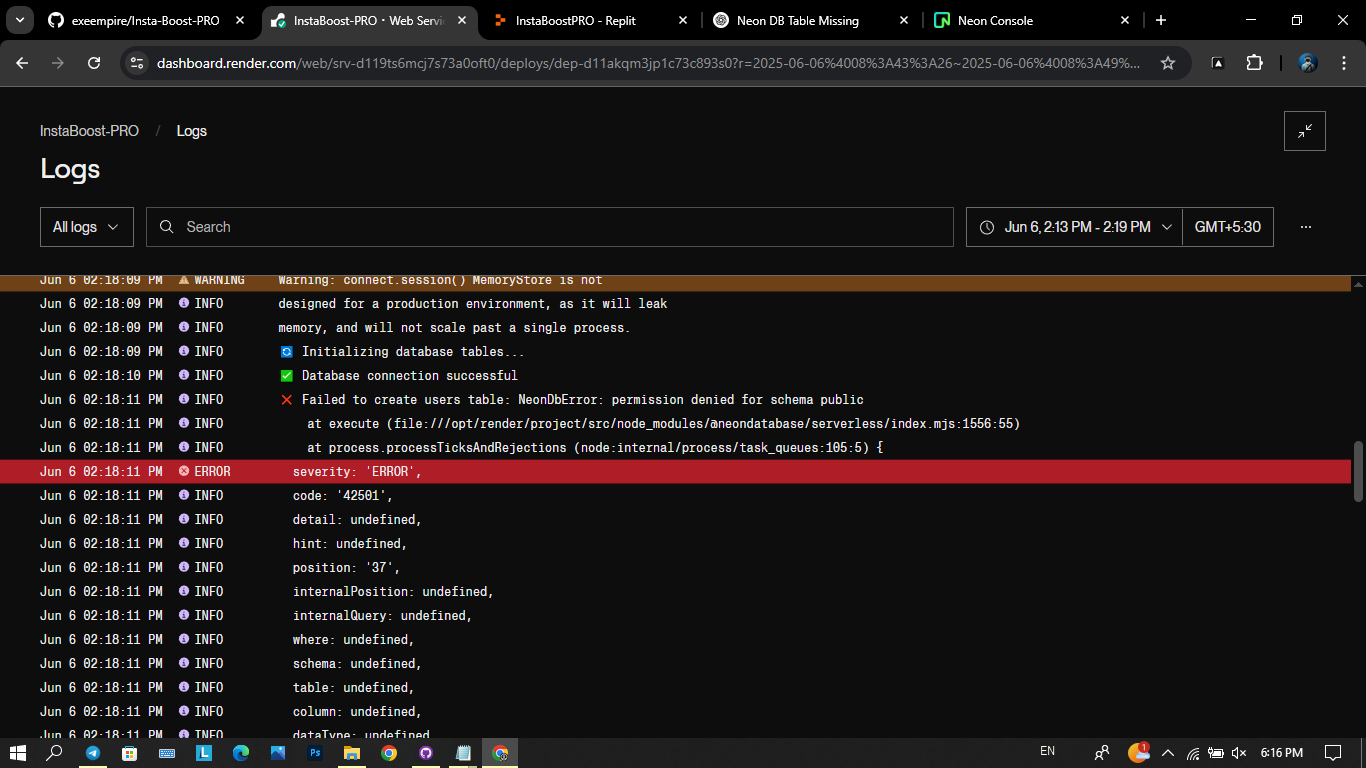 exeempire/Insta-Boost-PRO
InstaBoost-PRO · Web Servi
InstaBoostPRO - Replit
Neon DB Table Missing
Neon Console
dashboard.render.com/web/srv-d119ts6mcj7s73a0oft0/deploys/dep-d11akqm3jp1c73c893s0?r=2025-06-06%4008%3A43%3A26~2025-06-06%4008%3A49%...
InstaBoost-PRO / Logs
Logs
All logs
Search
Jun 6, 2:13 PM - 2:19 PM
GMT+5:30
...
Jun 6 02:18:09 PM WARNING Warning: connect.session() MemoryStore is not
Jun 6 02:18:09 PM INFO designed for a production environment, as it will leak
Jun 6 02:18:09 PM INFO memory, and will not scale past a single process.
Jun 6 02:18:09 PM INFO Initializing database tables...
Jun 6 02:18:10 PM INFO Database connection successful
Jun 6 02:18:11 PM INFO Failed to create users table: NeonDbError: permission denied for schema public
Jun 6 02:18:11 PM INFO at execute (file:///opt/render/project/src/node_modules/@neondatabase/serverless/index.mjs:1556:55)
Jun 6 02:18:11 PM INFO at process.processTicksAndRejections (node:internal/process/task_queues:105:5) {
Jun 6 02:18:11 PM ERROR severity: 'ERROR',
Jun 6 02:18:11 PM INFO code: '42501',
Jun 6 02:18:11 PM INFO detail: undefined,
Jun 6 02:18:11 PM INFO hint: undefined,
Jun 6 02:18:11 PM INFO position: '37',
Jun 6 02:18:11 PM INFO internalPosition: undefined,
Jun 6 02:18:11 PM INFO internalQuery: undefined,
Jun 6 02:18:11 PM INFO where: undefined,
Jun 6 02:18:11 PM INFO schema: undefined,
Jun 6 02:18:11 PM INFO table: undefined,
Jun 6 02:18:11 PM INFO column: undefined,
Jun 6 02:18:11 PM INFO dataType: undefined
L
Ps
EN
1
6:16 PM